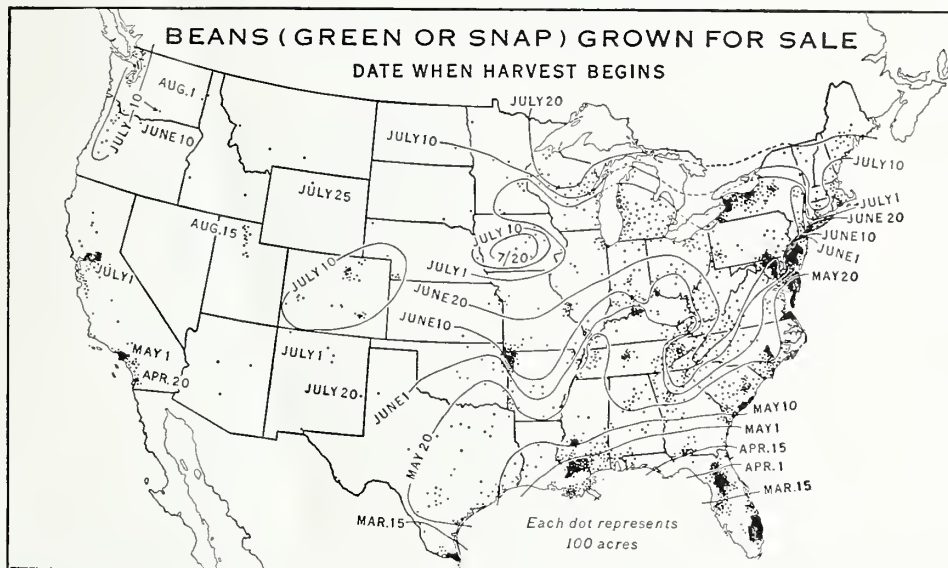 BEANS (GREEN OR SNAP) GROWN FOR SALE
DATE WHEN HARVEST BEGINS
JULY 20
AUG. 1
JULY 10
JULY 10
JUNE 10
JULY 10
JULY 25
JULY 1
JUNE 20
AUG. 15
JULY 10
JUNE 10
7/20
JUNE 1
JULY 10
JULY 1
MAY 20
JULY 1
JUNE 20
JUNE 10
MAY 1
JULY 1
APR. 20
JULY 20
JUNE 1
MAY 10
MAY 20
MAY 1
APR. 15
APR. 1
MAR. 15
MAR. 15
Each dot represents
100 acres